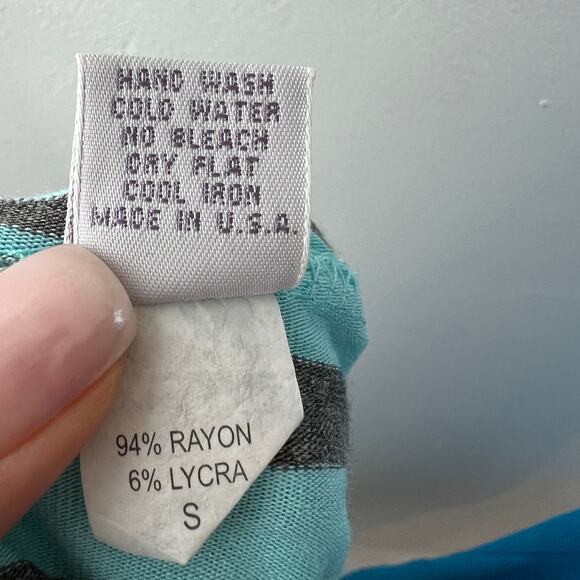 HAND WASH
COLD WATER
NO BLEACH
DRY FLAT
COOL IRON
MADE IN U.S.A.
94% RAYON
6% LYCRA
S